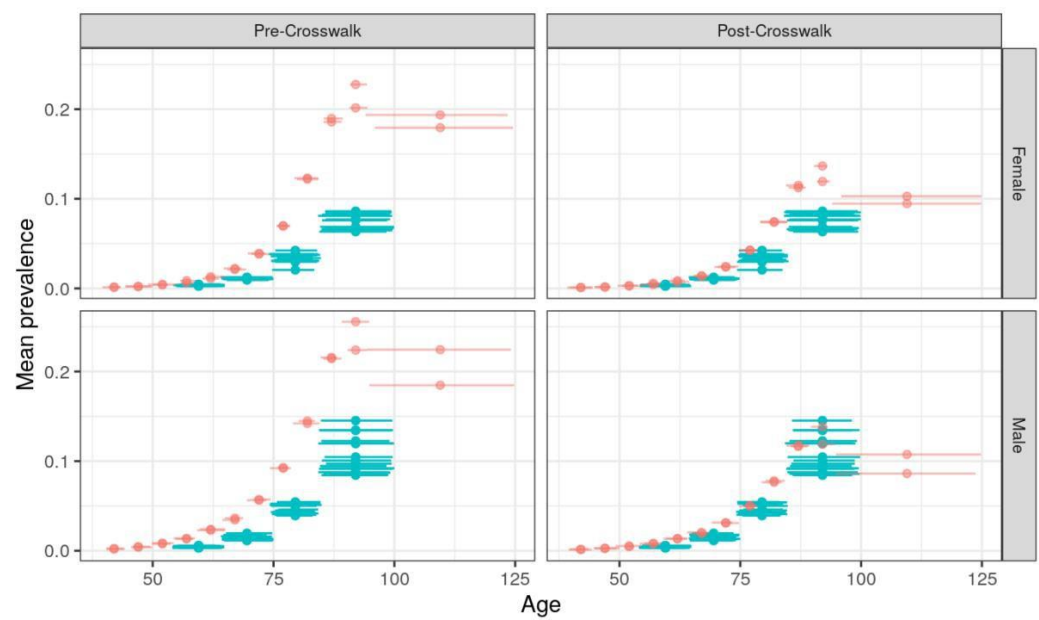 Pre-Crosswalk Post-Crosswalk
0.2
0.1
0.0
Female
Mean prevalence
0.2
0.1
0.0
Male
50 75 100 125 50 75 100 125
Age